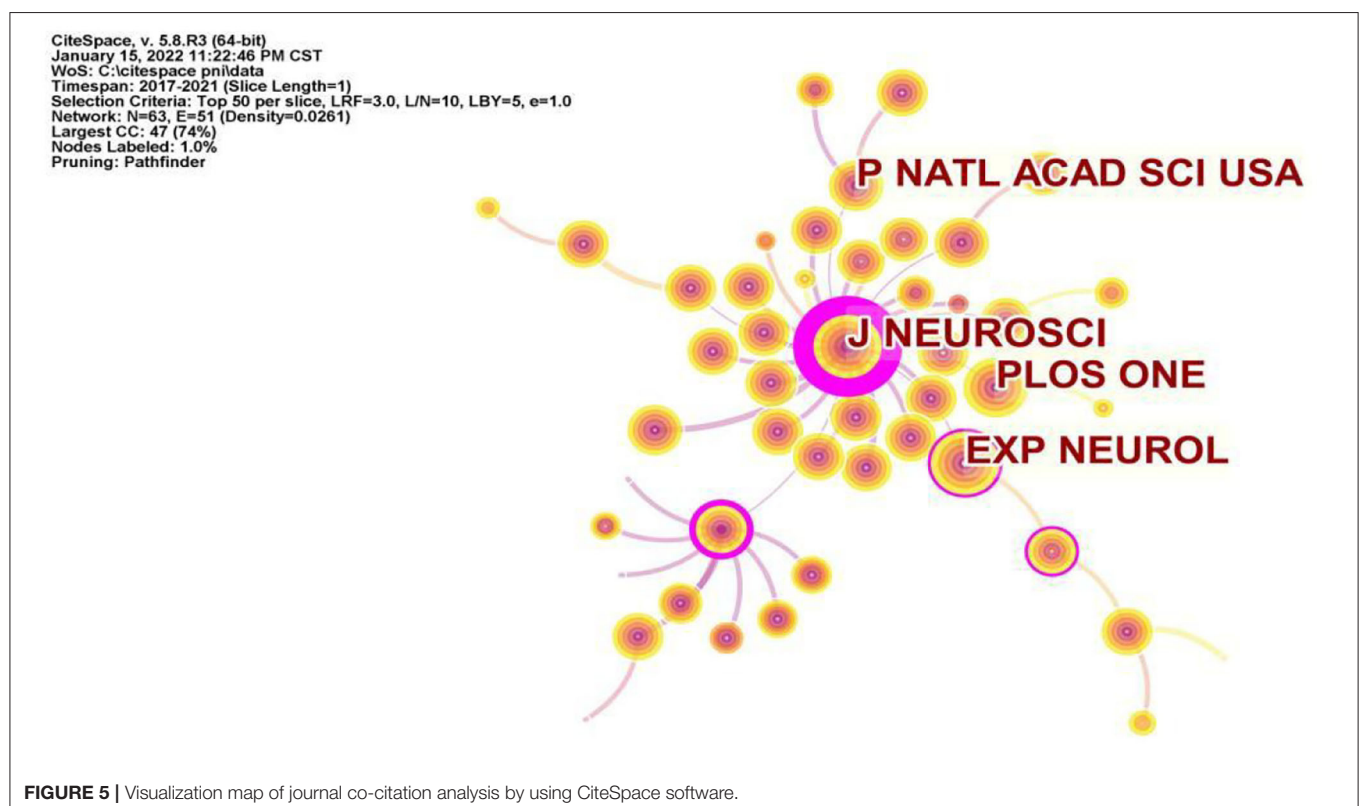 CiteSpace, v. 5.8.R3 (64-bit)
January 15, 2022 11:22:46 PM CST
WoS: C:\citespace pni\data
Timespan: 2017-2021 (Slice Length=1)
Selection Criteria: Top 50 per slice, LRF=3.0, L/N=10, LBY=5, e=1.0
Network: N=63, E=51 (Density=0.0261)
Largest CC: 47 (74%)
Nodes Labeled: 1.0%
Pruning: Pathfinder
P NATL ACAD SCI USA
J NEUROSCI
PLOS ONE
EXP NEUROL
FIGURE 5 | Visualization map of journal co-citation analysis by using CiteSpace software.